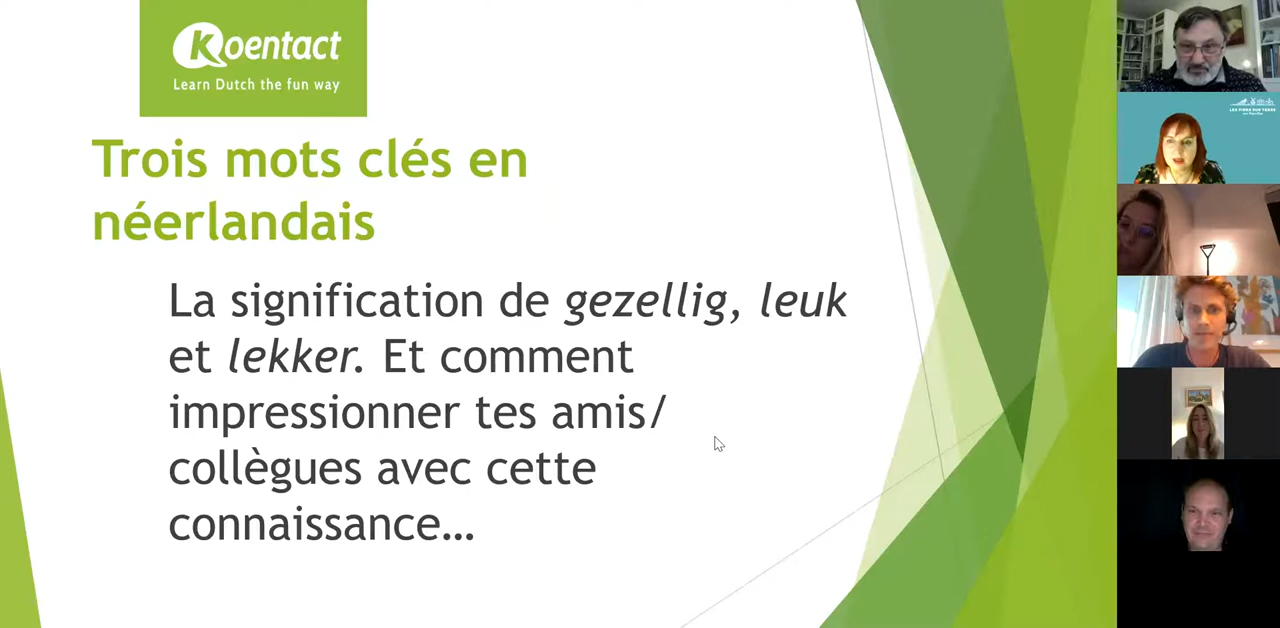 Koentact
Learn Dutch the fun way
Trois mots clés en
néerlandais
La signification de gezellig, leuk
et lekker. Et comment
impressionner tes amis/
collègues avec cette
connaissance…